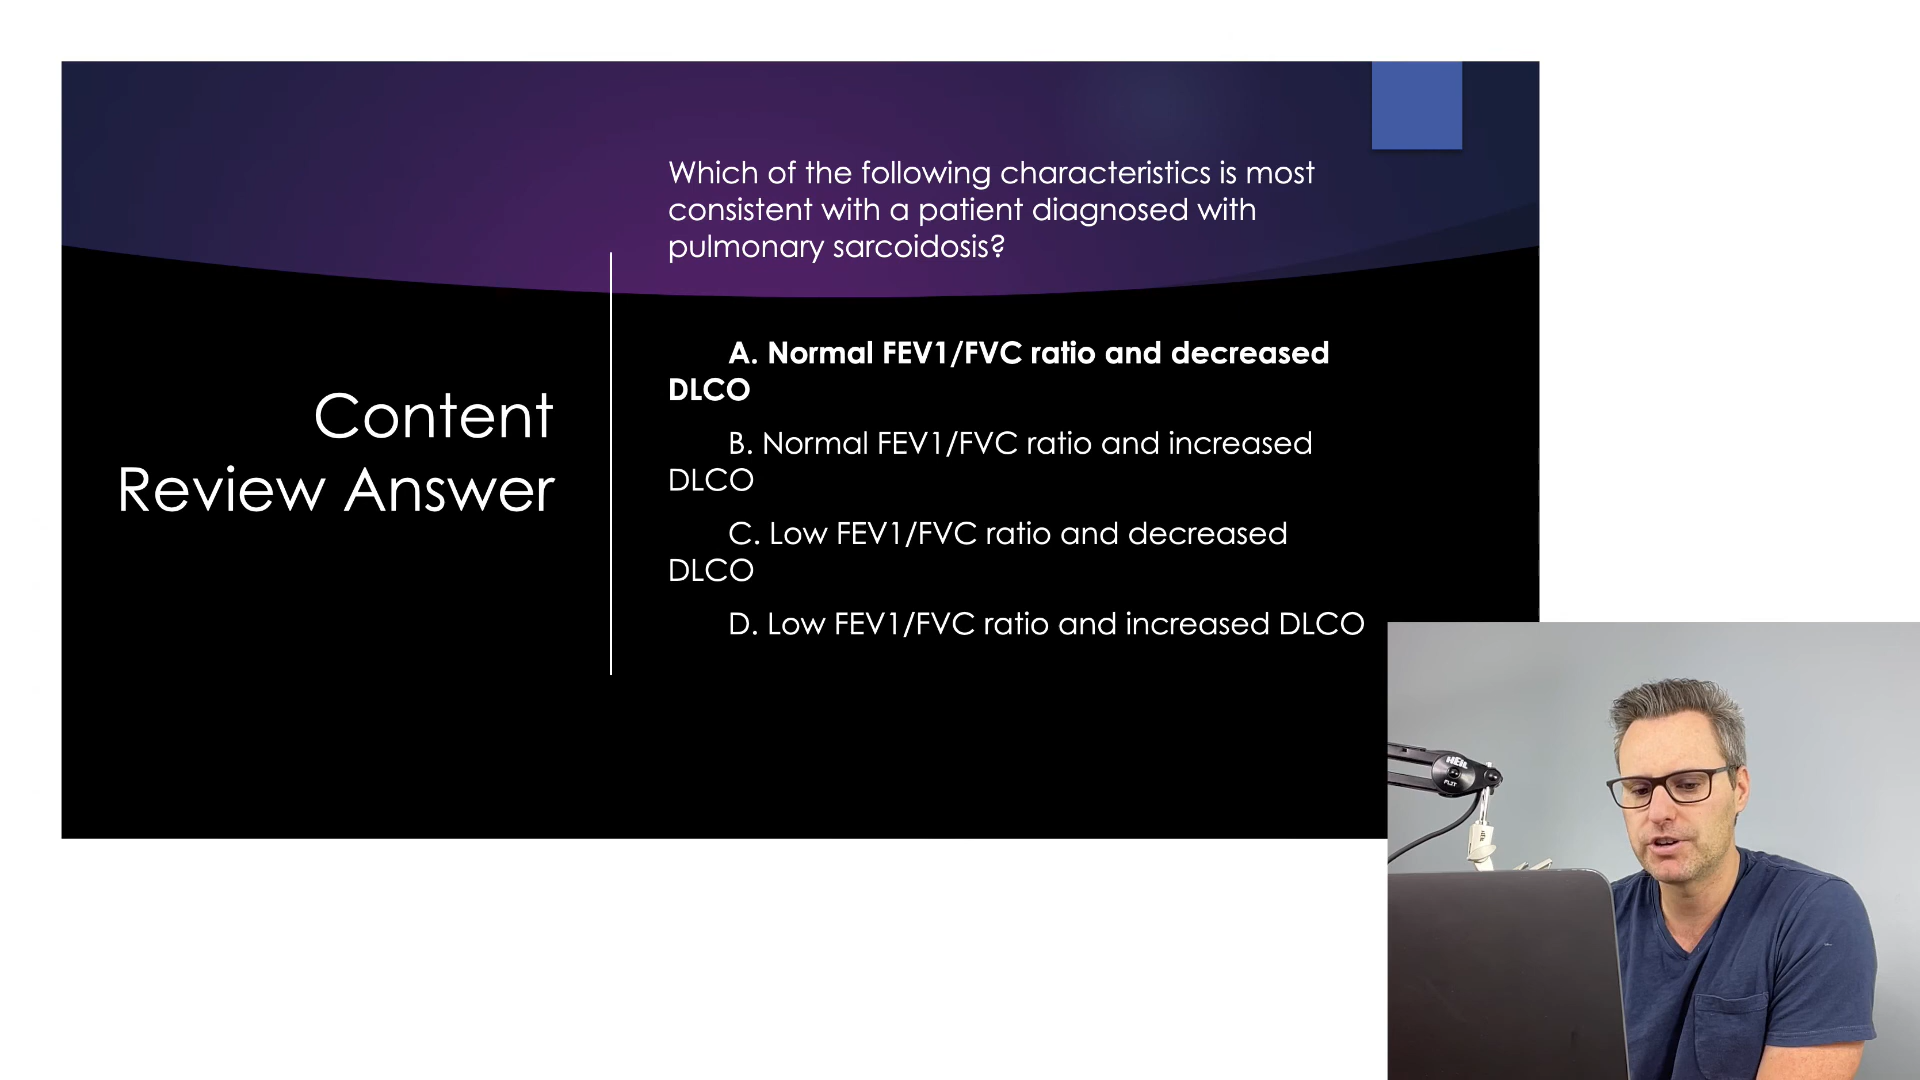 Which of the following characteristics is most
consistent with a patient diagnosed with
pulmonary sarcoidosis?
Content
Review Answer
A. Normal FEV1/FVC ratio and decreased
DLCO
B. Normal FEV1/FVC ratio and increased
DLCO
C. Low FEV1/FVC ratio and decreased
DLCO
D. Low FEV1/FVC ratio and increased DLCO
HEIL